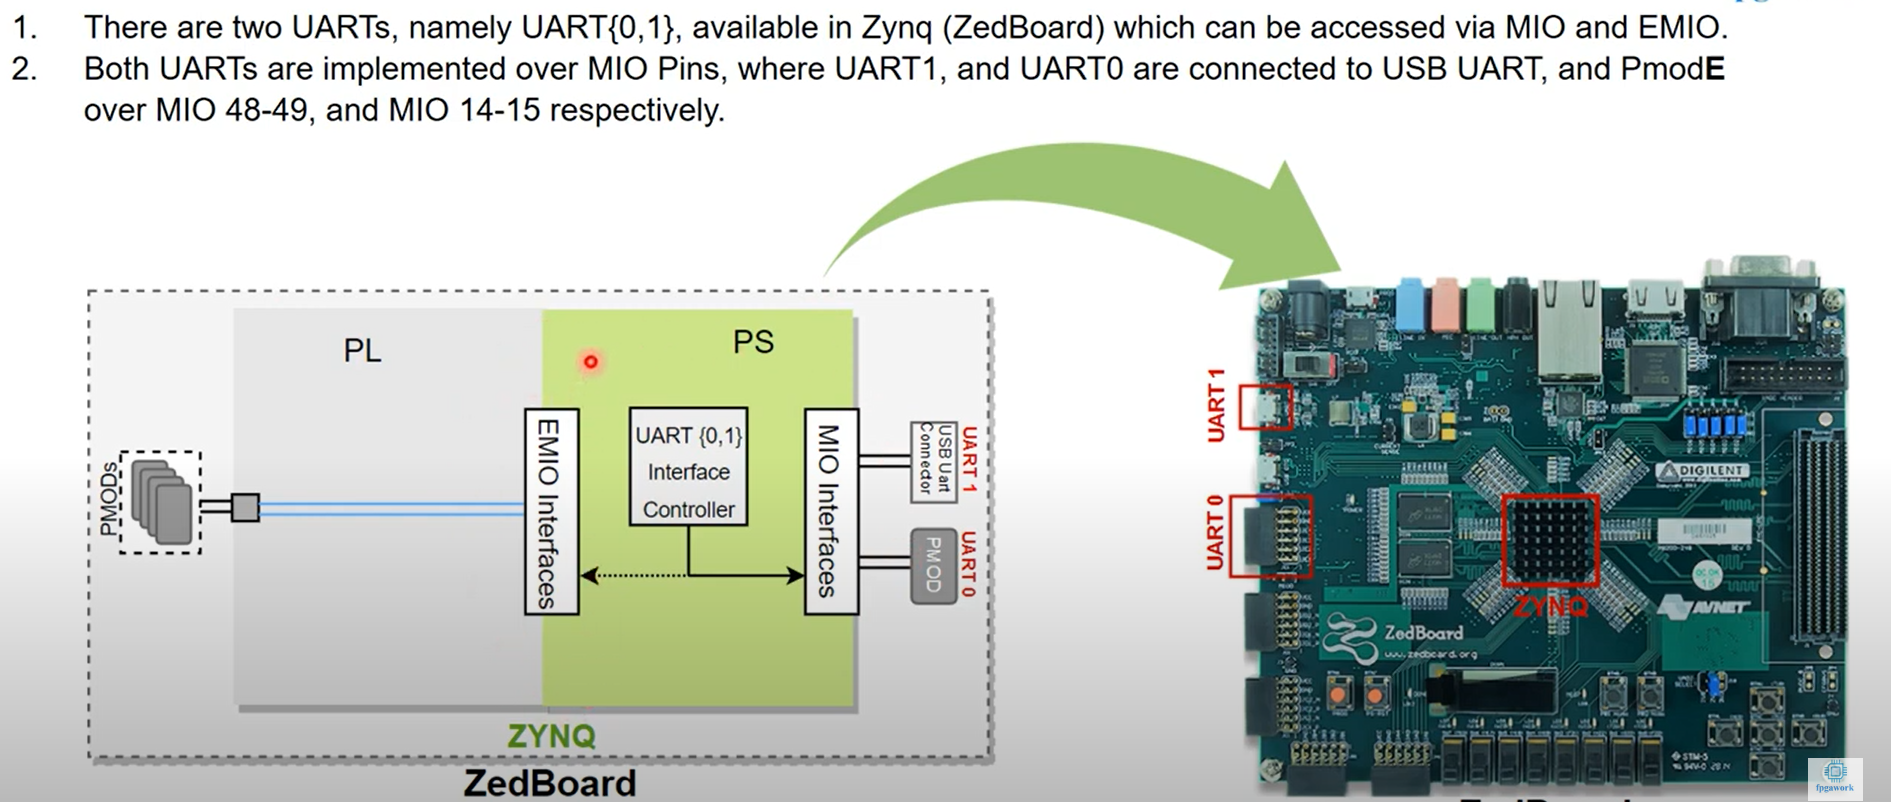 1. There are two UARTs, namely UART{0,1}, available in Zynq (ZedBoard) which can be accessed via MIO and EMIO.
2. Both UARTs are implemented over MIO Pins, where UART1, and UART0 are connected to USB UART, and PmodE
over MIO 48-49, and MIO 14-15 respectively.
PL
PS
PMODs
EMIO Interfaces
UART {0,1}
Interface
Controller
MIO Interfaces
USB Uart
Connector
UART 1
PMOD
UART 0
ZYNQ
ZedBoard
UART 1
UART 0
DIGILENT
ZYNQ
AVNET
ZedBoard
www.zedboard.org
fpgawork